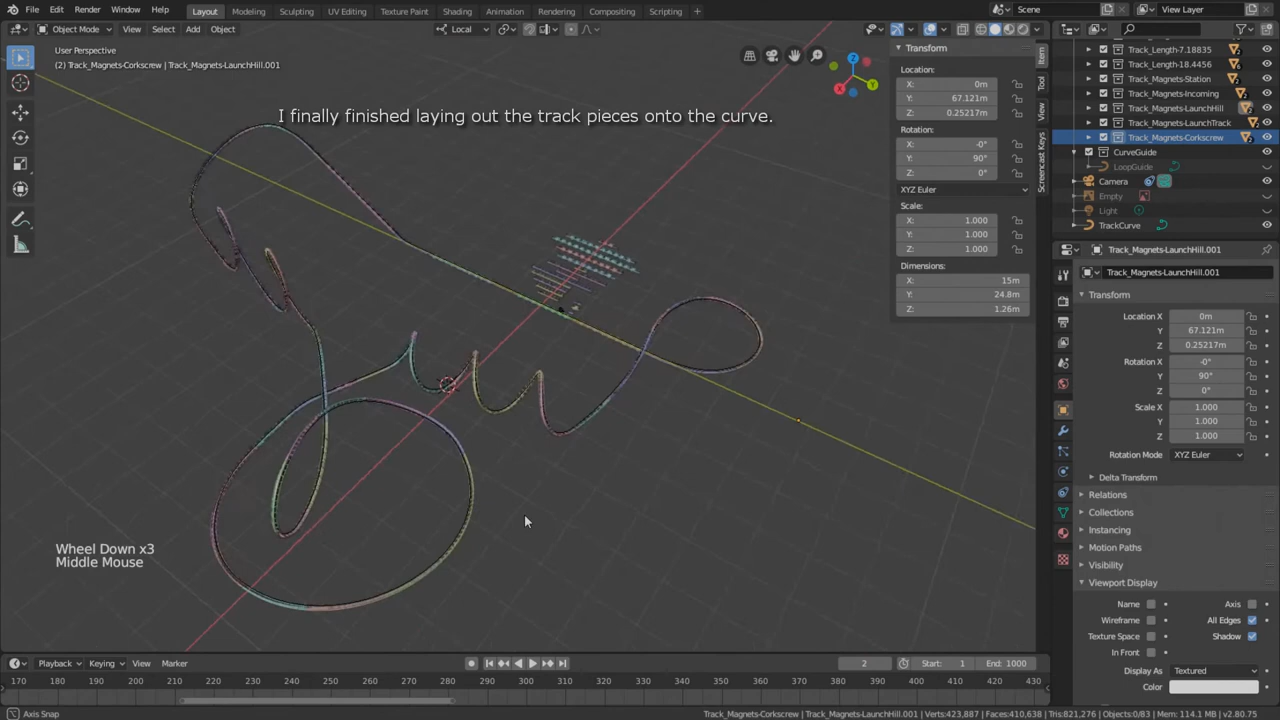 File Edit Render Window Help Layout Modeling Sculpting UV Editing Texture Paint Shading Animation Rendering Compositing Scripting + Scene View Layer
Object Mode View Select Add Object Local
User Perspective
(2) Track_Magnets-Corkscrew | Track_Magnets-LaunchHill.001
I finally finished laying out the track pieces onto the curve.
Wheel Down x3
Middle Mouse
X
Y
Z
Transform
Location:
X: 0m
Y: 67.121m
Z: 0.25217m
Rotation:
X: -0°
Y: 90°
Z: 0°
XYZ Euler
Scale:
X: 1.000
Y: 1.000
Z: 1.000
Dimensions:
X: 15m
Y: 24.8m
Z: 1.26m
Item
Tool
View
Screencast Keys
Track_Length-7.18835
Track_Length-18.4456
Track_Magnets-Station
Track_Magnets-Incoming
Track_Magnets-LaunchHill
Track_Magnets-LaunchTrack
Track_Magnets-Corkscrew
CurveGuide
LoopGuide
Camera
Empty
Light
TrackCurve
Track_Magnets-LaunchHill.001
Track_Magnets-LaunchHill.001
Transform
Location X 0m
Y 67.121m
Z 0.25217m
Rotation X -0°
Y 90°
Z 0°
Scale X 1.000
Y 1.000
Z 1.000
Rotation Mode XYZ Euler
Delta Transform
Relations
Collections
Instancing
Motion Paths
Visibility
Viewport Display
Name Axis
Wireframe All Edges
Texture Space Shadow
In Front
Display As Textured
Color
Playback Keying View Marker 2 Start: 1 End: 1000
170 180 190 200 210 220 230 240 250 260 270 280 290 300 310 320 330 340 350 360 370 380 390 400 410 420 430
Axis Snap Track_Magnets-Corkscrew | Track_Magnets-LaunchHill.001 | Verts:423,887 | Faces:410,638 | Tris:821,276 | Objects:0/83 | Mem: 114.1 MB | v2.80.75